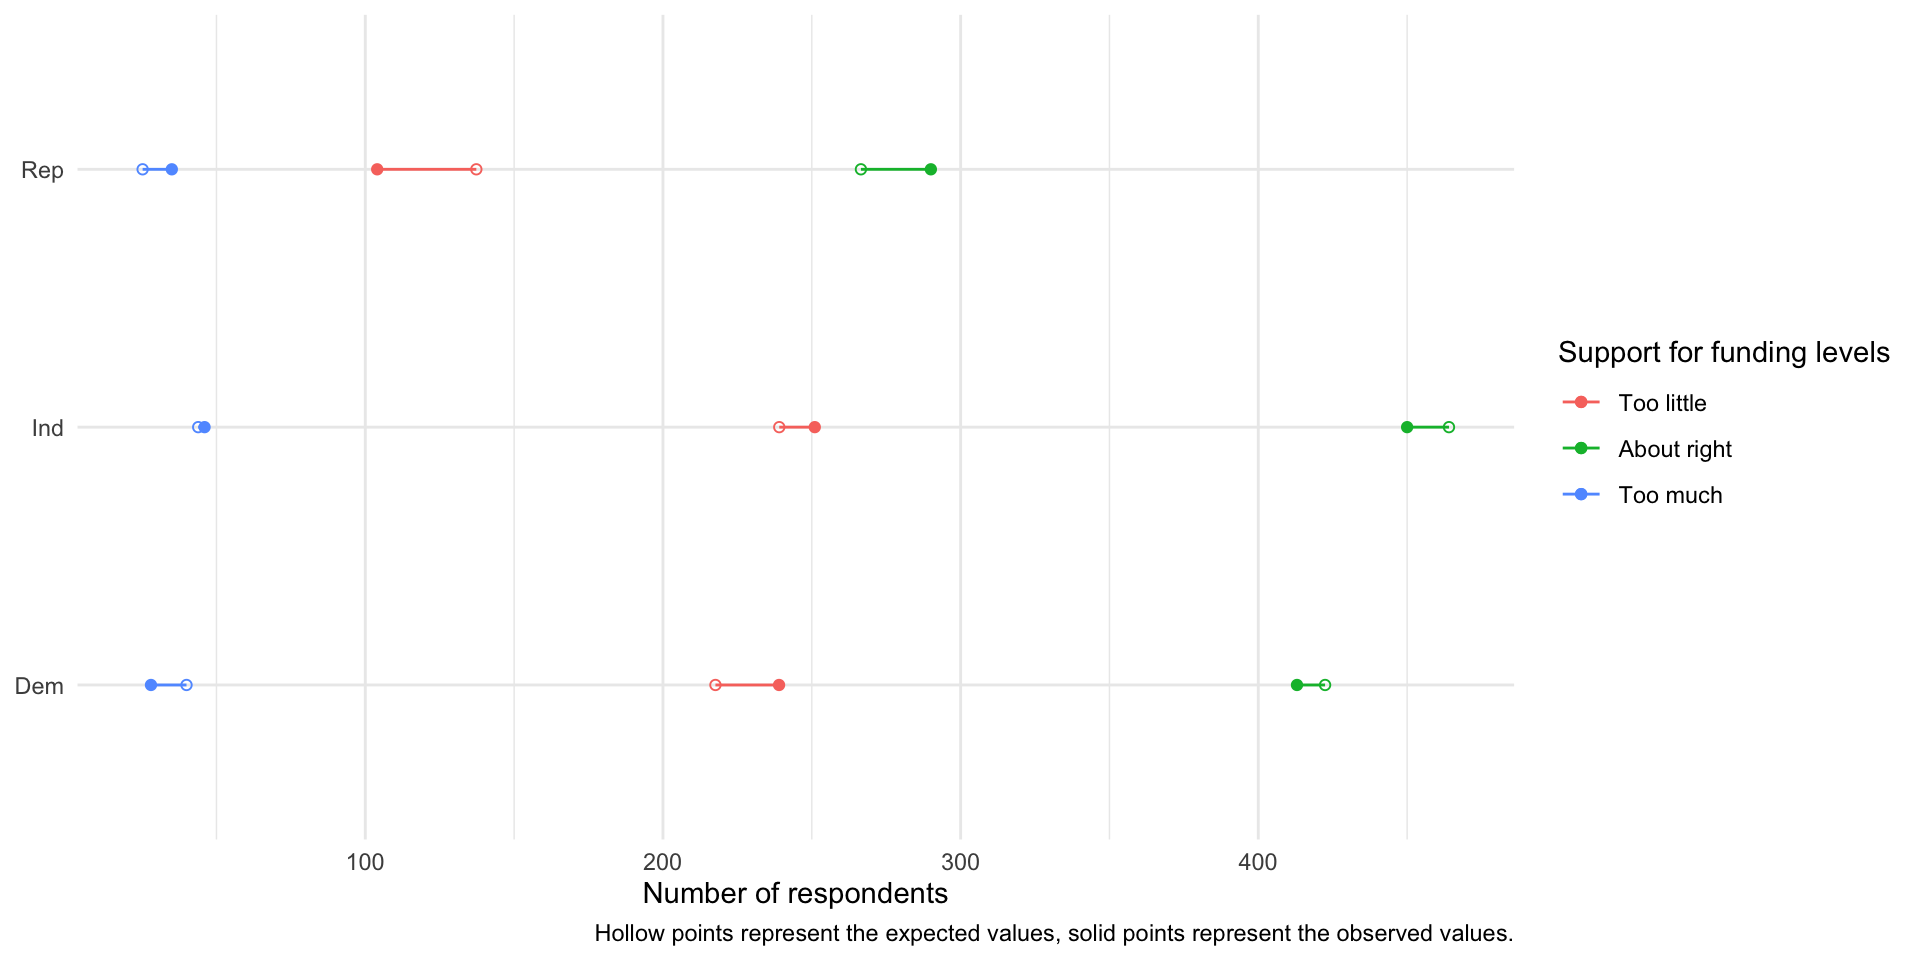 Rep
Ind
Dem
100 200 300 400
Number of respondents
Hollow points represent the expected values, solid points represent the observed values.
Support for funding levels
Too little
About right
Too much